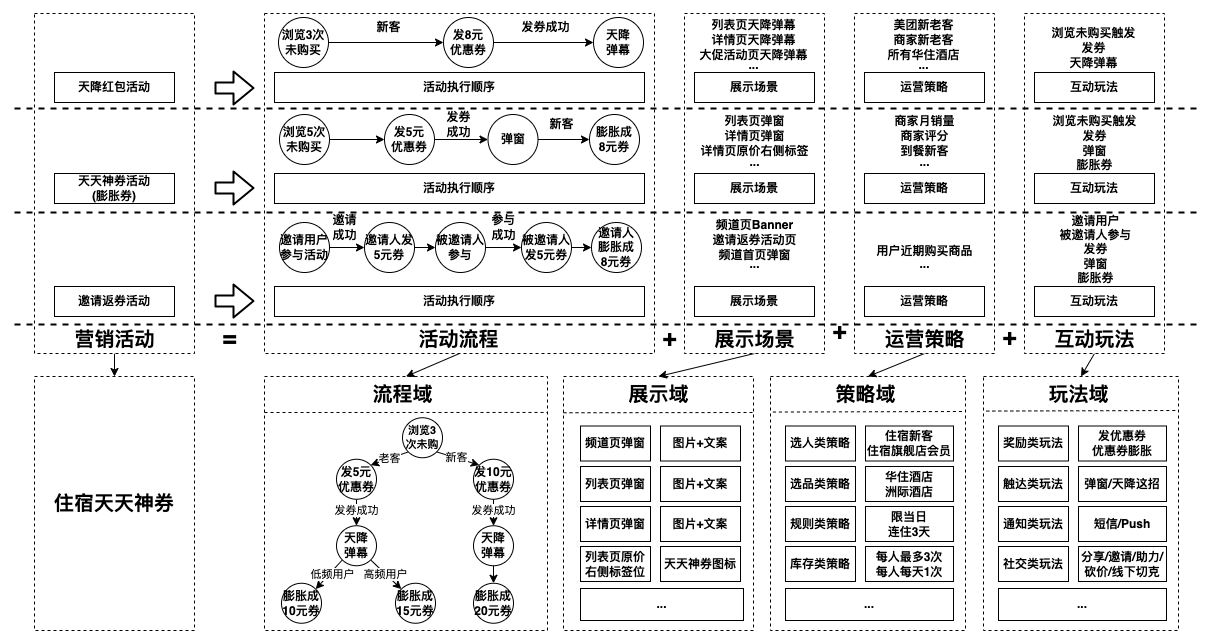 浏览3次
未购买
新客
发8元
优惠券
发券成功
天降
弹幕
列表页天降弹幕
详情页天降弹幕
大促活动页天降弹幕
...
美团新老客
商家新老客
所有华住酒店
...
浏览未购买触发
发券
天降弹幕
天降红包活动
活动执行顺序
展示场景
运营策略
互动玩法
浏览5次
未购买
发5元
优惠券
发券
成功
弹窗
新客
膨胀成
8元券
列表页弹窗
详情页弹窗
详情页原价右侧标签
...
商家月销量
商家评分
到餐新客
...
浏览未购买触发
发券
弹窗
膨胀券
天天神券活动
(膨胀券)
活动执行顺序
展示场景
运营策略
互动玩法
邀请用户
参与活动
邀请
成功
邀请人发
5元券
被邀请人
参与
参与
成功
被邀请人
发5元券
邀请人
膨胀成
8元券
频道页Banner
邀请返券活动页
频道首页弹窗
...
用户近期购买商品
...
邀请用户
被邀请人参与
发券
弹窗
膨胀券
邀请返券活动
活动执行顺序
展示场景
运营策略
互动玩法
营销活动 = 活动流程 + 展示场景 + 运营策略 + 互动玩法
住宿天天神券
流程域
浏览3
次未购
老客
新客
发5元
优惠券
发10元
优惠券
发券成功
发券成功
天降
弹幕
天降
弹幕
低频用户
高频用户
膨胀成
10元券
膨胀成
15元券
膨胀成
20元券
展示域
频道页弹窗
图片+文案
列表页弹窗
图片+文案
详情页弹窗
图片+文案
列表页原价
右侧标签位
天天神券图标
...
策略域
选人类策略
住宿新客
住宿旗舰店会员
选品类策略
华住酒店
洲际酒店
规则类策略
限当日
连住3天
库存类策略
每人最多3次
每人每天1次
...
玩法域
奖励类玩法
发优惠券
优惠券膨胀
触达类玩法
弹窗/天降这招
通知类玩法
短信/Push
社交类玩法
分享/邀请/助力/
砍价/线下切克
...